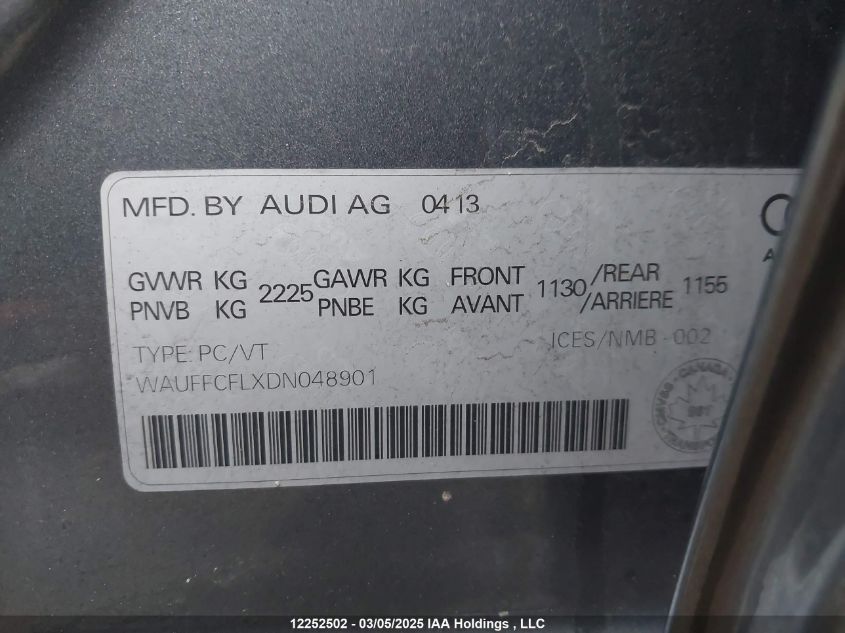 MFD. BY AUDI AG 0413
GVWR KG 2225 GAWR KG FRONT 1130 /REAR 1155
PNVB KG PNBE KG AVANT /ARRIERE
TYPE: PC/VT ICES/NMB-002
WAUFFCFLXDN048901
CANADA
12252502 - 03/05/2025 IAA Holdings , LLC